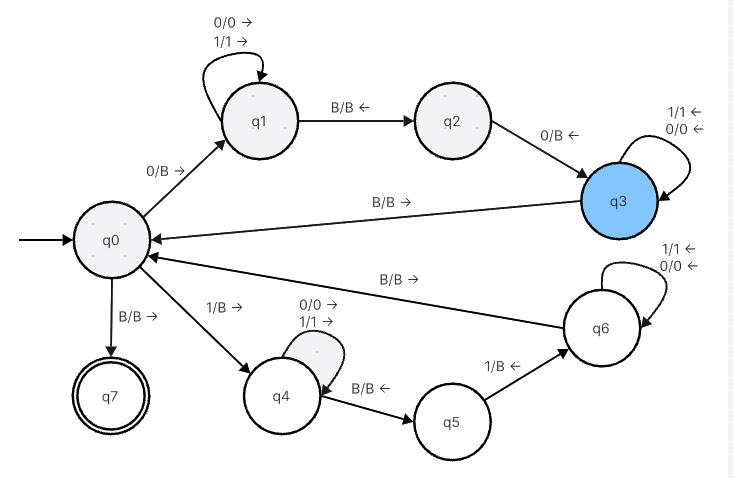 0/0 →
1/1 →
q1
B/B ←
q2
0/B ←
1/1 ←
0/0 ←
q3
0/B →
B/B →
q0
B/B →
1/1 ←
0/0 ←
q6
B/B →
1/B →
0/0 →
1/1 →
q4
B/B ←
1/B ←
q5
q7